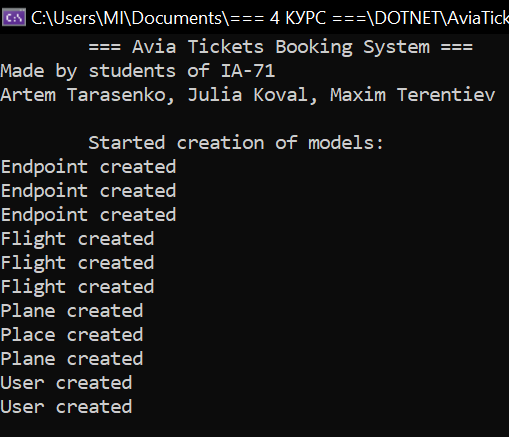 C:\Users\MI\Documents\=== 4 КУРС ===\DOTNET\AviaTick
=== Avia Tickets Booking System ===
Made by students of IA-71
Artem Tarasenko, Julia Koval, Maxim Terentiev
Started creation of models:
Endpoint created
Endpoint created
Endpoint created
Flight created
Flight created
Flight created
Plane created
Place created
Plane created
User created
User created